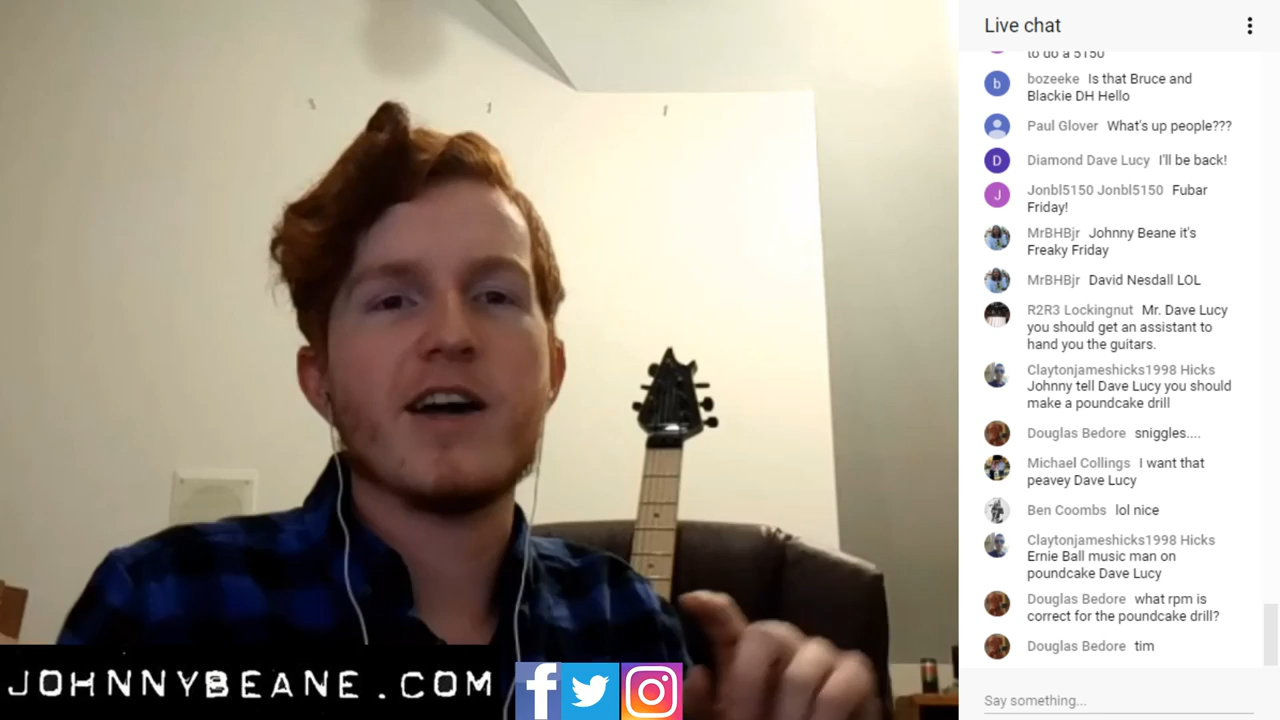 Live chat
to do a 5150
b
bozeeke Is that Bruce and
Blackie DH Hello
Paul Glover What's up people???
D
Diamond Dave Lucy I'll be back!
J
Jonbl5150 Jonbl5150 Fubar
Friday!
MrBHBjr Johnny Beane it's
Freaky Friday
MrBHBjr David Nesdall LOL
R2R3 Lockingnut Mr. Dave Lucy
you should get an assistant to
hand you the guitars.
Claytonjameshicks1998 Hicks
Johnny tell Dave Lucy you should
make a poundcake drill
Douglas Bedore sniggles....
Michael Collings I want that
peavey Dave Lucy
Ben Coombs lol nice
Claytonjameshicks1998 Hicks
Ernie Ball music man on
poundcake Dave Lucy
Douglas Bedore what rpm is
correct for the poundcake drill?
Douglas Bedore tim
Say something...
JOHNNYBEANE.COM